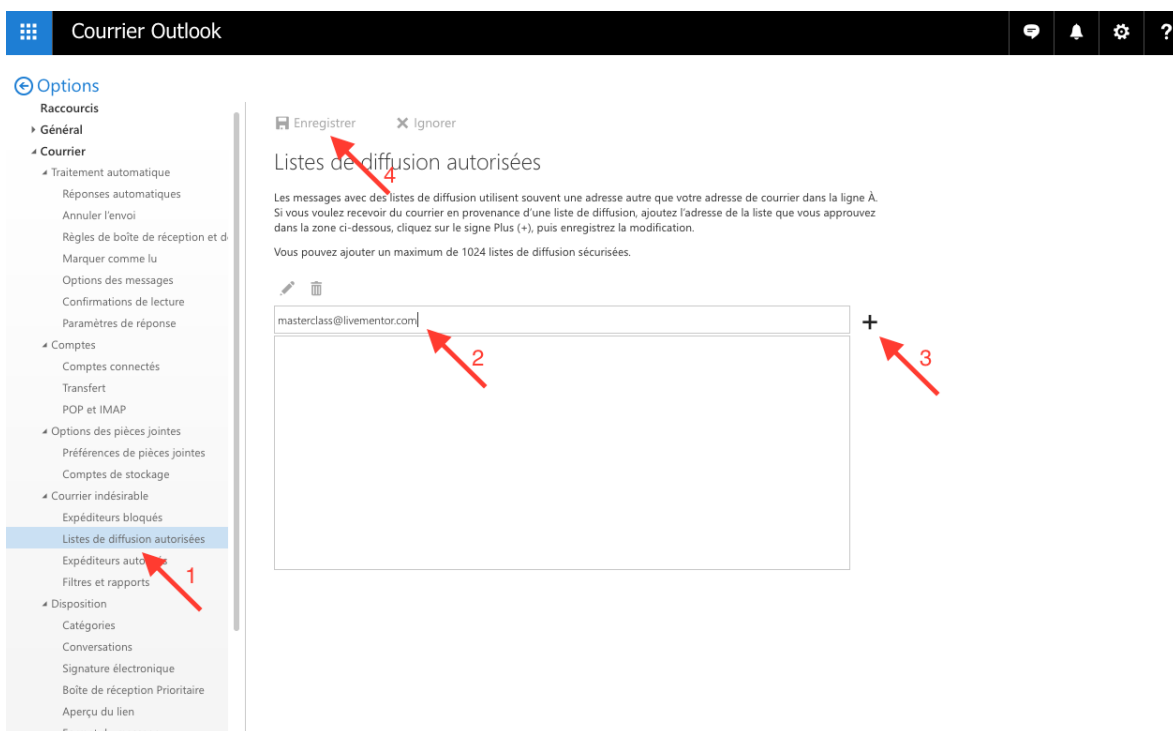 Courrier Outlook
?
Options
Raccourcis
Général
Courrier
Traitement automatique
Réponses automatiques
Annuler l'envoi
Règles de boîte de réception et d
Marquer comme lu
Options des messages
Confirmations de lecture
Paramètres de réponse
Comptes
Comptes connectés
Transfert
POP et IMAP
Options des pièces jointes
Préférences de pièces jointes
Comptes de stockage
Courrier indésirable
Expéditeurs bloqués
Listes de diffusion autorisées
Expéditeurs autorisés
1
Filtres et rapports
Disposition
Catégories
Conversations
Signature électronique
Boîte de réception Prioritaire
Aperçu du lien
Enregistrer
Ignorer
4
Listes de diffusion autorisées
Les messages avec des listes de diffusion utilisent souvent une adresse autre que votre adresse de courrier dans la ligne À.
Si vous voulez recevoir du courrier en provenance d'une liste de diffusion, ajoutez l'adresse de la liste que vous approuvez
dans la zone ci-dessous, cliquez sur le signe Plus (+), puis enregistrez la modification.
Vous pouvez ajouter un maximum de 1024 listes de diffusion sécurisées.
masterclass@livementor.com
+
2
3